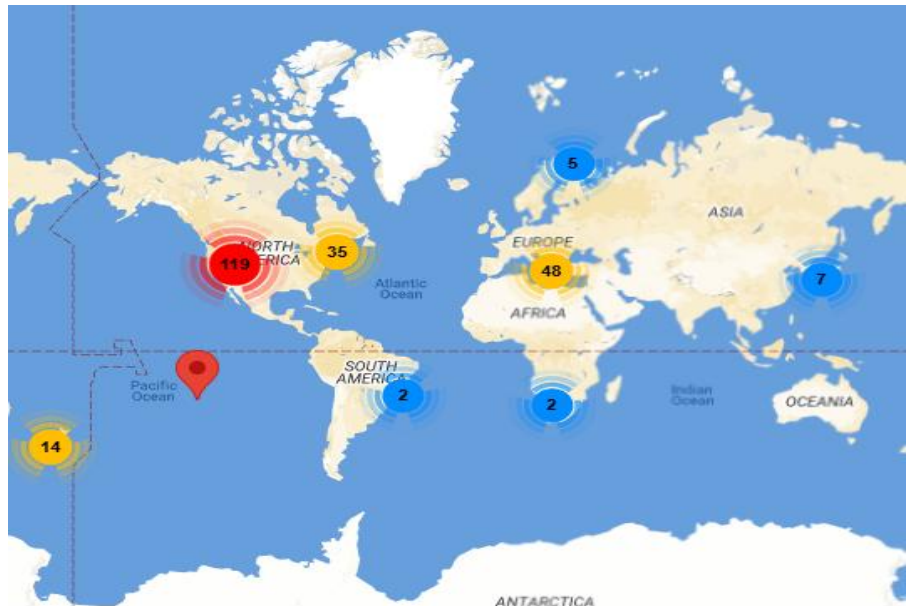 5
ASIA
NORTH
AMERICA
119
35
EUROPE
48
7
Atlantic
Ocean
AFRICA
SOUTH
AMERICA
Pacific
Ocean
2
2
Indian
Ocean
OCEANIA
14
ANTARCTICA